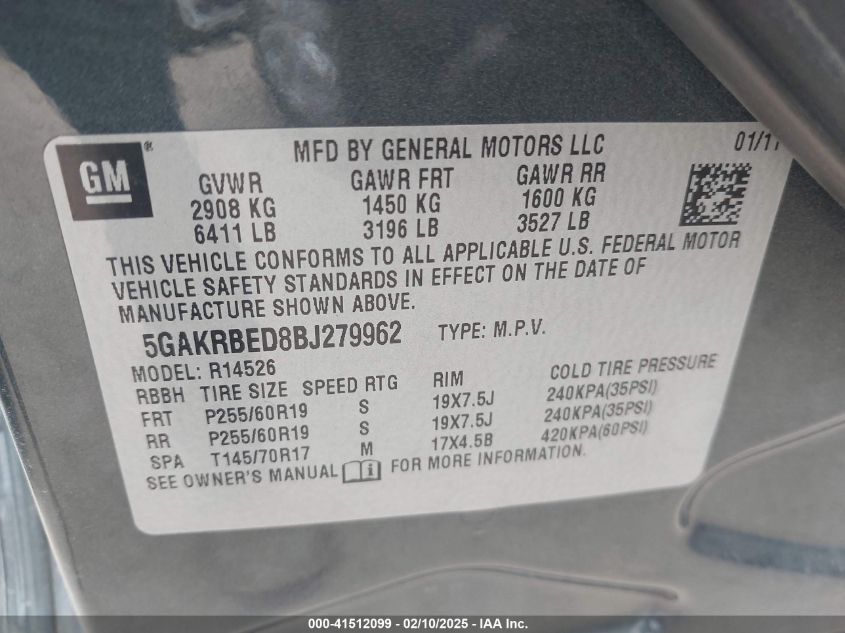 GM®
MFD BY GENERAL MOTORS LLC 01/11
GVWR GAWR FRT GAWR RR
2908 KG 1450 KG 1600 KG
6411 LB 3196 LB 3527 LB
THIS VEHICLE CONFORMS TO ALL APPLICABLE U.S. FEDERAL MOTOR
VEHICLE SAFETY STANDARDS IN EFFECT ON THE DATE OF
MANUFACTURE SHOWN ABOVE.
5GAKRBED8BJ279962 TYPE: M.P.V.
MODEL: R14526
RBBH TIRE SIZE SPEED RTG RIM COLD TIRE PRESSURE
FRT P255/60R19 S 19X7.5J 240KPA(35PSI)
RR P255/60R19 S 19X7.5J 240KPA(35PSI)
SPA T145/70R17 M 17X4.5B 420KPA(60PSI)
SEE OWNER'S MANUAL i FOR MORE INFORMATION.
000-41512099 - 02/10/2025 - IAA Inc.